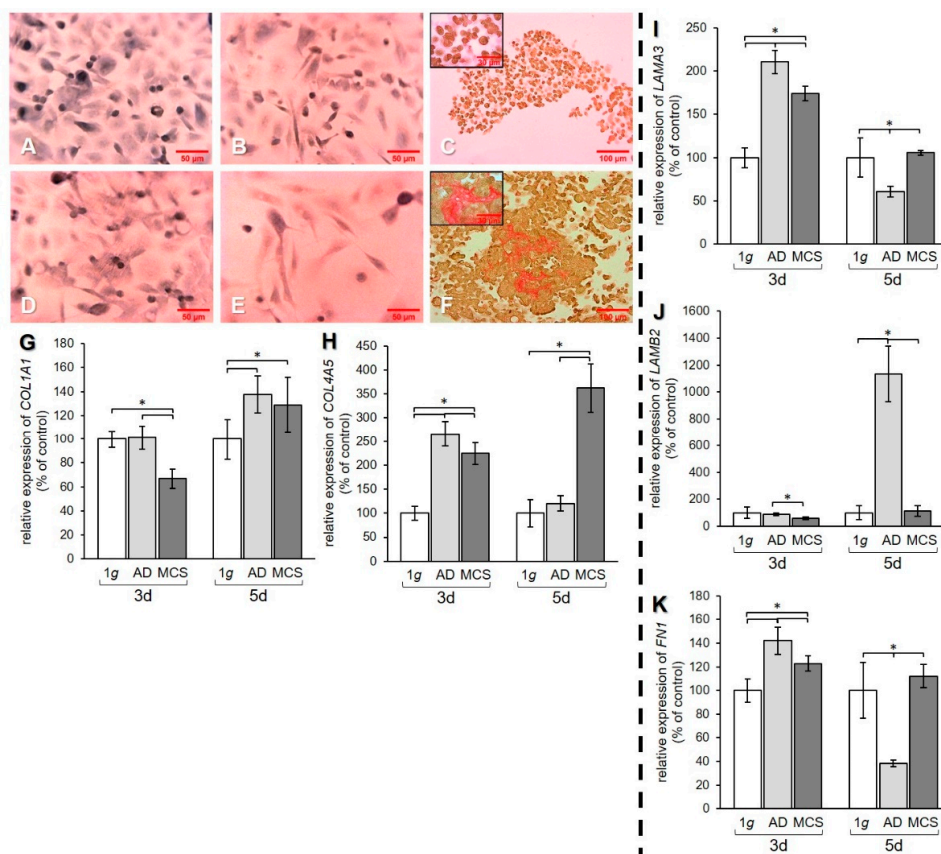 A
50 µm
B
50 µm
30 µm
C
100 µm
D
50 µm
E
50 µm
F
100 µm
G
relative expression of COL1A1
(% of control)
180
160
140
120
100
80
60
40
20
0
*
*
1g AD MCS
3d
1g AD MCS
5d
H
relative expression of COL4A5
(% of control)
450
400
350
300
250
200
150
100
50
0
*
*
1g AD MCS
3d
1g AD MCS
5d
I
relative expression of LAMA3
(% of control)
250
200
150
100
50
0
*
*
1g AD MCS
3d
1g AD MCS
5d
J
relative expression of LAMB2
(% of control)
1600
1400
1200
1000
800
600
400
200
0
*
*
1g AD MCS
3d
1g AD MCS
5d
K
relative expression of FN1
(% of control)
180
160
140
120
100
80
60
40
20
0
*
*
1g AD MCS
3d
1g AD MCS
5d